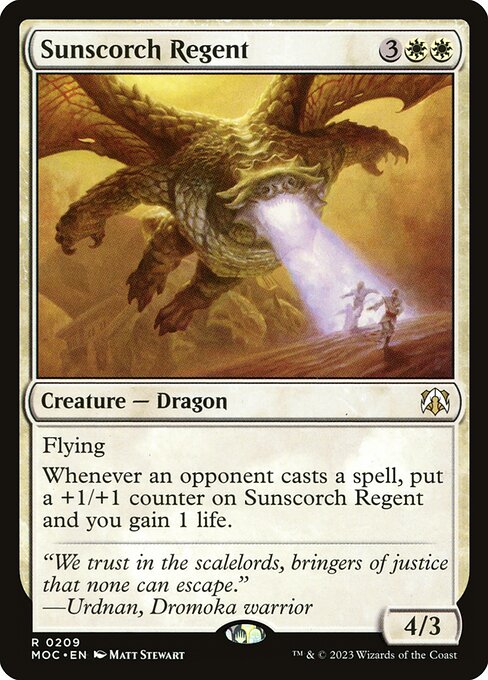 Sunscorch Regent 3
Creature — Dragon
Flying
Whenever an opponent casts a spell, put
a +1/+1 counter on Sunscorch Regent
and you gain 1 life.
“We trust in the scalelords, bringers of justice
that none can escape.”
—Urdnan, Dromoka warrior
4/3
R 0209
MOC • EN Matt Stewart
™ & © 2023 Wizards of the Coast